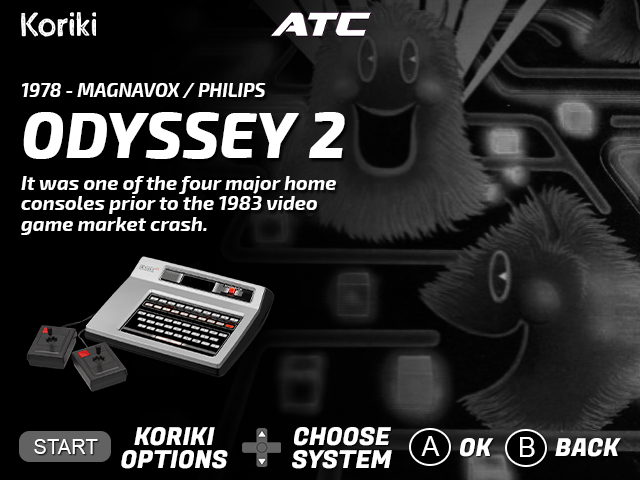 Koriki
ATC
1978 - MAGNAVOX / PHILIPS
ODYSSEY 2
It was one of the four major home
consoles prior to the 1983 video
game market crash.
START
KORIKI
OPTIONS
CHOOSE
SYSTEM
A
OK
B
BACK